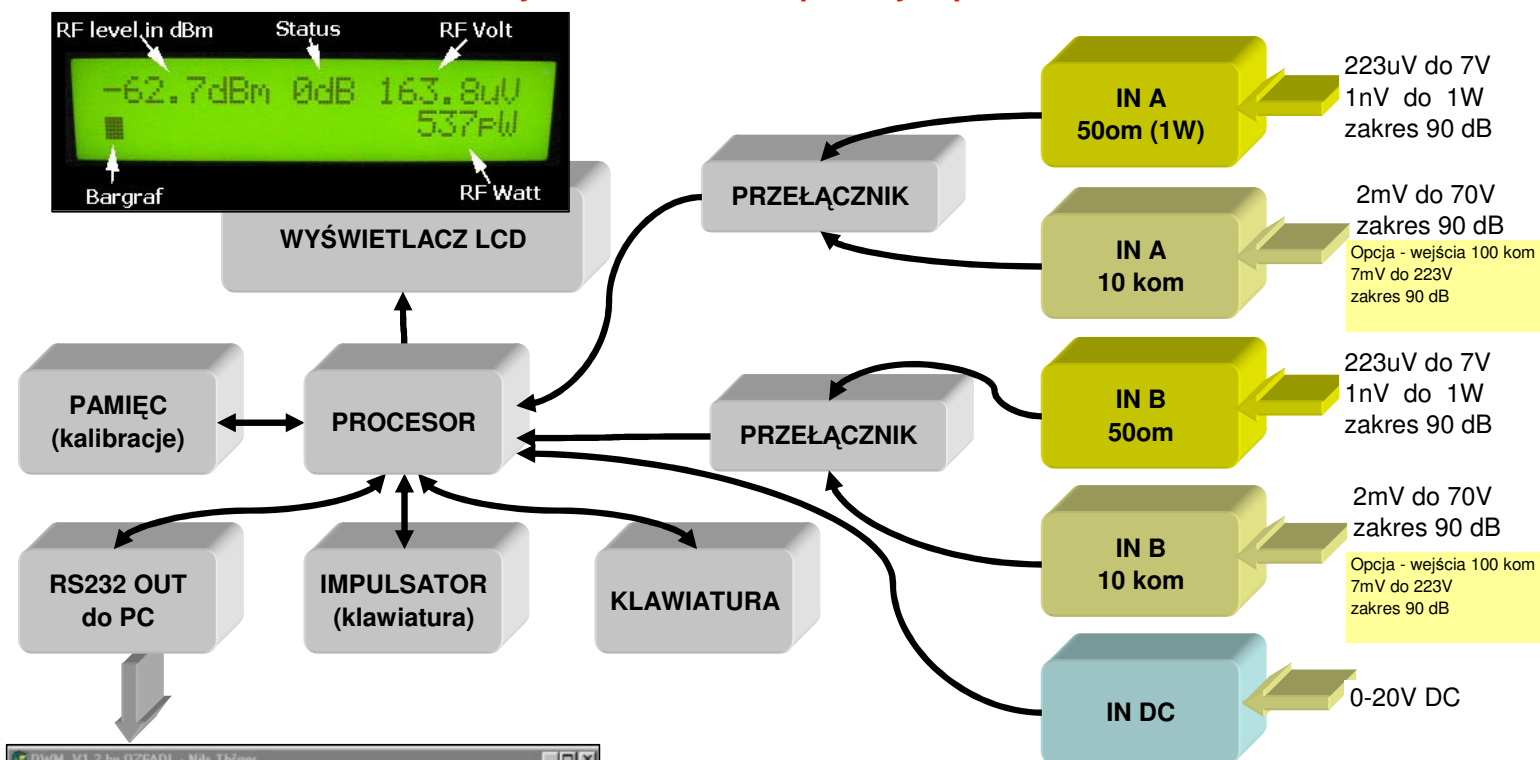 RF level.in dBm Status RF Volt
-62.7dBm 0dB 163.8uV
537pW
Bargraf RF Watt
WYŚWIETLACZ LCD
PRZEŁĄCZNIK
IN A
50om (1W)
223uV do 7V
1nV do 1W
zakres 90 dB
IN A
10 kom
2mV do 70V
zakres 90 dB
Opcja - wejścia 100 kom
7mV do 223V
zakres 90 dB
PAMIĘC
(kalibracje)
PROCESOR
PRZEŁĄCZNIK
IN B
50om
223uV do 7V
1nV do 1W
zakres 90 dB
IN B
10 kom
2mV do 70V
zakres 90 dB
Opcja - wejścia 100 kom
7mV do 223V
zakres 90 dB
RS232 OUT
do PC
IMPULSATOR
(klawiatura)
KLAWIATURA
IN DC
0-20V DC